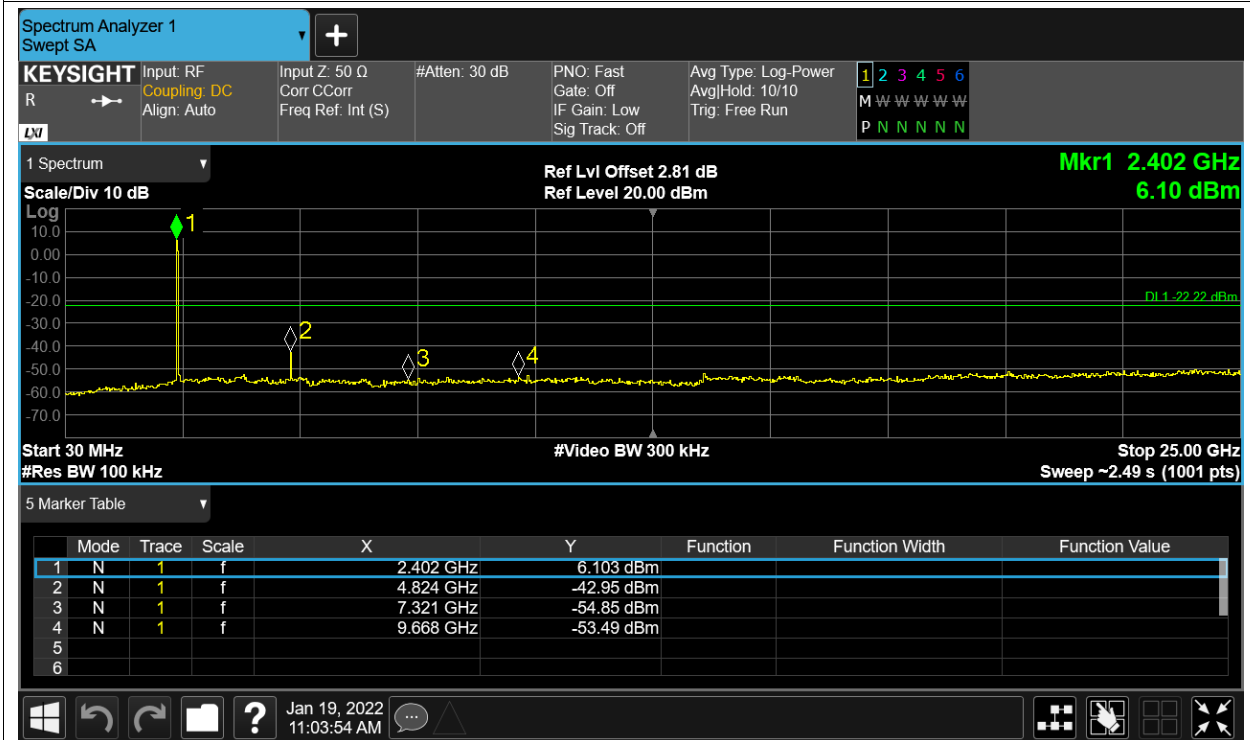 Spectrum Analyzer 1
Swept SA
+
KEYSIGHT
R
LXI
Input: RF
Coupling: DC
Align: Auto
Input Z: 50 Ω
Corr CCorr
Freq Ref: Int (S)
#Atten: 30 dB
PNO: Fast
Gate: Off
IF Gain: Low
Sig Track: Off
Avg Type: Log-Power
Avg|Hold: 10/10
Trig: Free Run
1 2 3 4 5 6
M W W W W W
P N N N N N
1 Spectrum
Scale/Div 10 dB
Ref Lvl Offset 2.81 dB
Ref Level 20.00 dBm
Mkr1 2.402 GHz
6.10 dBm
Log
10.0
0.00
-10.0
-20.0
-30.0
-40.0
-50.0
-60.0
-70.0
1
2
3
4
DL1 -22.22 dBm
Start 30 MHz
#Res BW 100 kHz
#Video BW 300 kHz
Stop 25.00 GHz
Sweep ~2.49 s (1001 pts)
5 Marker Table
Mode Trace Scale X Y Function Function Width Function Value
1 N 1 f 2.402 GHz 6.103 dBm
2 N 1 f 4.824 GHz -42.95 dBm
3 N 1 f 7.321 GHz -54.85 dBm
4 N 1 f 9.668 GHz -53.49 dBm
5
6
?
Jan 19, 2022
11:03:54 AM